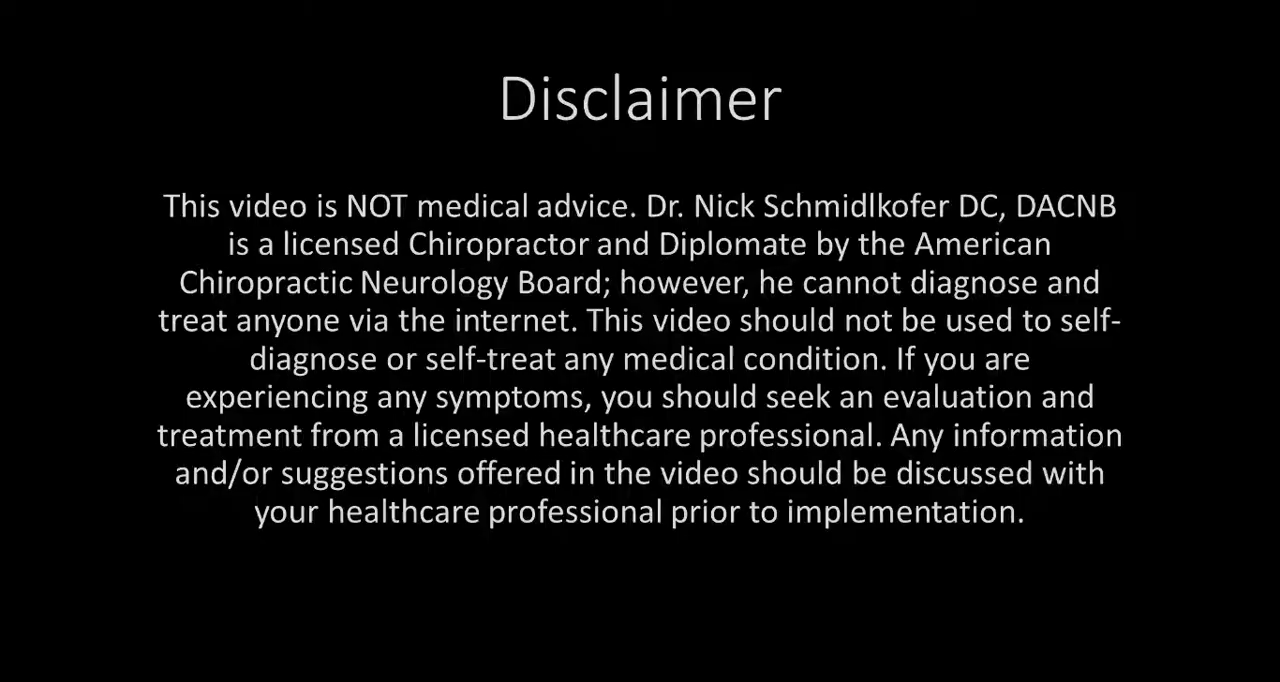 Disclaimer
This video is NOT medical advice. Dr. Nick Schmidlkofer DC, DACNB
is a licensed Chiropractor and Diplomate by the American
Chiropractic Neurology Board; however, he cannot diagnose and
treat anyone via the internet. This video should not be used to self-
diagnose or self-treat any medical condition. If you are
experiencing any symptoms, you should seek an evaluation and
treatment from a licensed healthcare professional. Any information
and/or suggestions offered in the video should be discussed with
your healthcare professional prior to implementation.